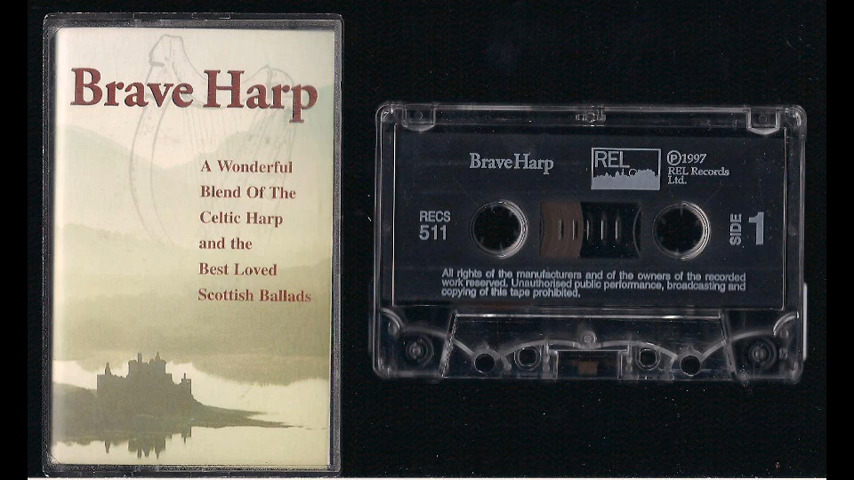 Brave Harp
A Wonderful
Blend Of The
Celtic Harp
and the
Best Loved
Scottish Ballads
BraveHarp
REL
℗1997
REL Records
Ltd.
RECS
511
SIDE 1
All rights of the manufacturers and of the owners of the recorded
work reserved. Unauthorised public performance, broadcasting and
copying of this tape prohibited.